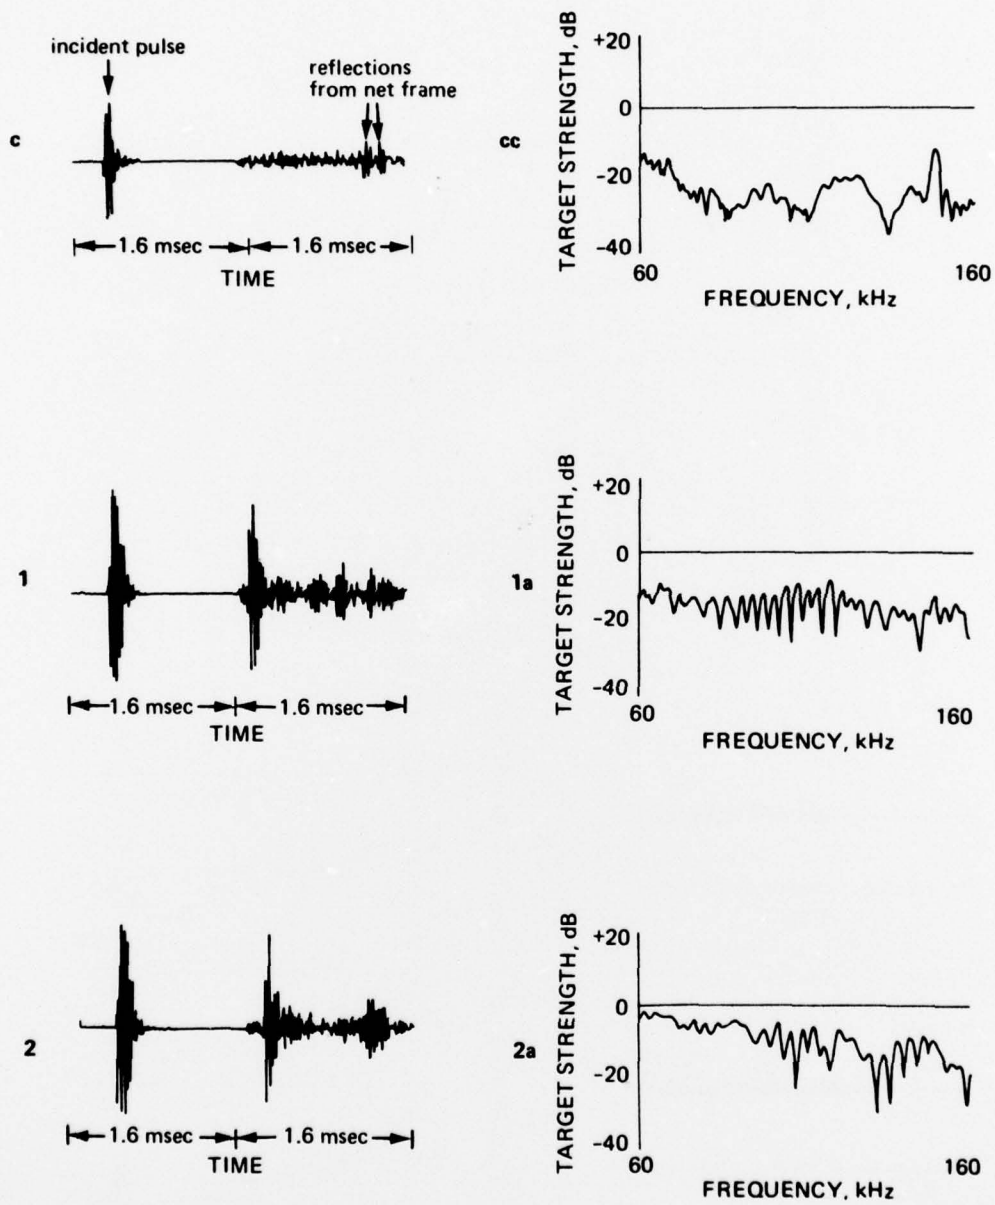 incident pulse
reflections
from net frame
c
1.6 msec
1.6 msec
TIME
cc
TARGET STRENGTH, dB
+20
0
-20
-40
60
160
FREQUENCY, kHz
1
1.6 msec
1.6 msec
TIME
1a
TARGET STRENGTH, dB
+20
0
-20
-40
60
160
FREQUENCY, kHz
2
1.6 msec
1.6 msec
TIME
2a
TARGET STRENGTH, dB
+20
0
-20
-40
60
160
FREQUENCY, kHz